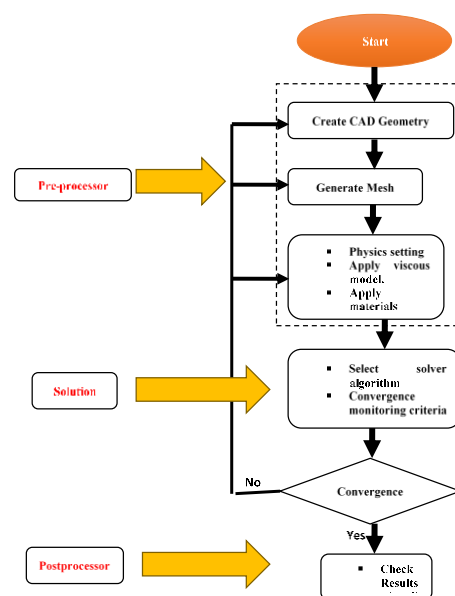 Start
Create CAD Geometry
Pre-processor
Generate Mesh
▪ Physics setting
▪ Apply viscous
model.
▪ Apply
materials
▪ Select solver
algorithm
▪ Convergence
monitoring criteria
Solution
No
Convergence
Yes
Postprocessor
▪ Check
Results